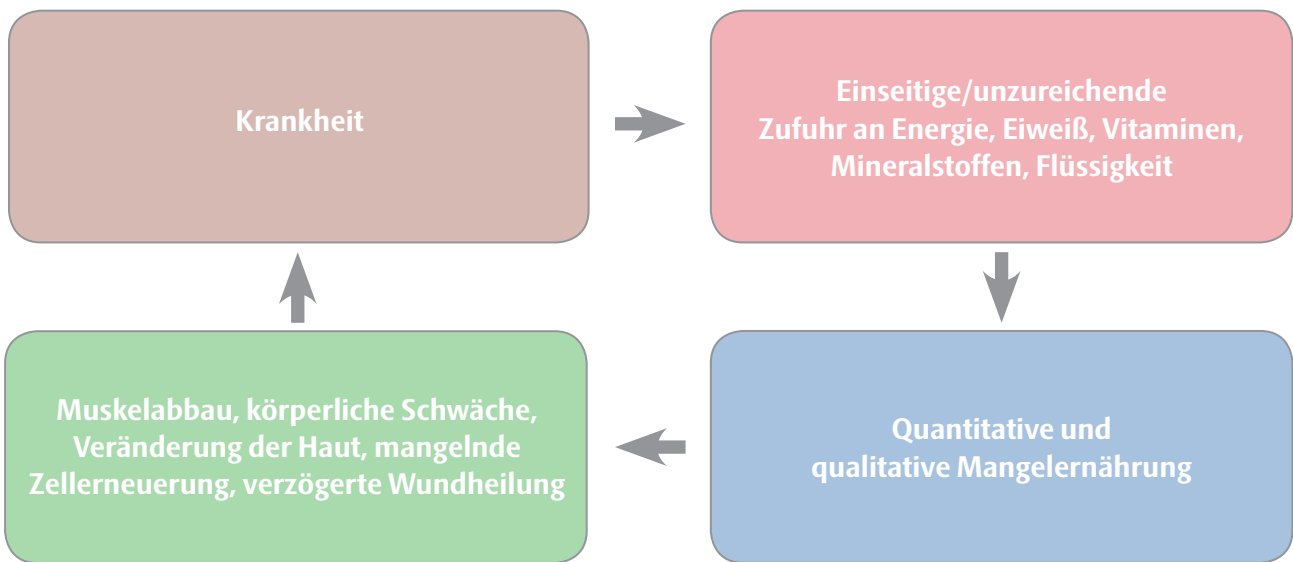 Krankheit
Einseitige/unzureichende
Zufuhr an Energie, Eiweiß, Vitaminen,
Mineralstoffen, Flüssigkeit
Muskelabbau, körperliche Schwäche,
Veränderung der Haut, mangelnde
Zellerneuerung, verzögerte Wundheilung
Quantitative und
qualitative Mangelernährung